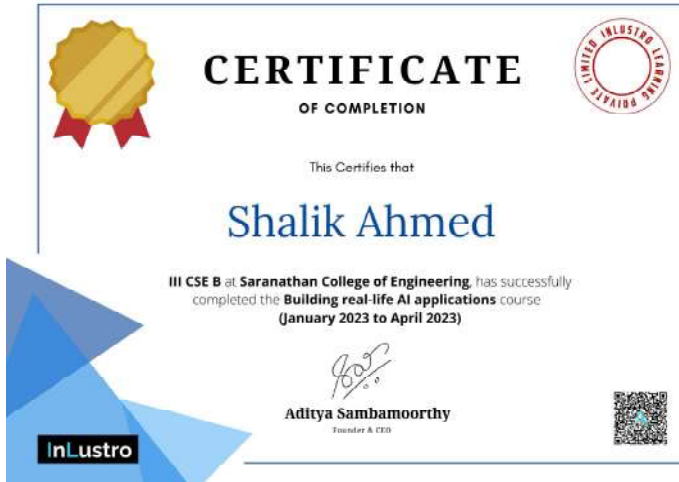 CERTIFICATE
OF COMPLETION
INLUSTRO LEARNING PRIVATE LIMITED
This Certifies that
Shalik Ahmed
III CSE B at Saranathan College of Engineering, has successfully
completed the Building real-life AI applications course
(January 2023 to April 2023)
Aditya Sambamoorthy
Founder & CEO
InLustro